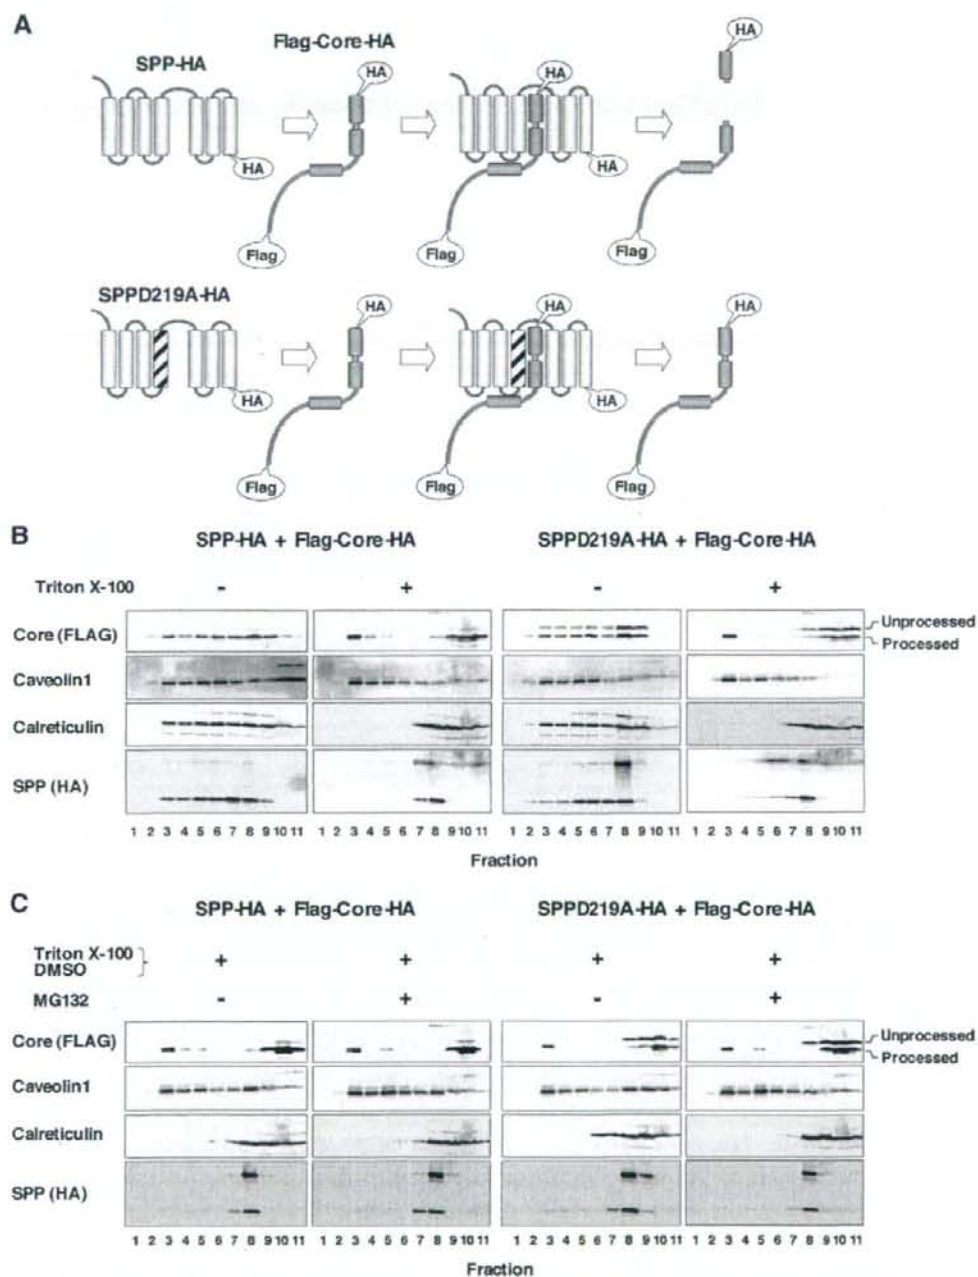 A
SPP-HA
Flag-Core-HA
HA
HA
HA
HA
HA
Flag
Flag
Flag
SPPD219A-HA
HA
HA
HA
HA
HA
Flag
Flag
Flag
B
SPP-HA + Flag-Core-HA
SPPD219A-HA + Flag-Core-HA
Triton X-100
-
+
-
+
Core (FLAG)
Unprocessed
Processed
Caveolin1
Calreticulin
SPP (HA)
1 2 3 4 5 6 7 8 9 10 11
1 2 3 4 5 6 7 8 9 10 11
1 2 3 4 5 6 7 8 9 10 11
1 2 3 4 5 6 7 8 9 10 11
Fraction
C
SPP-HA + Flag-Core-HA
SPPD219A-HA + Flag-Core-HA
Triton X-100
DMSO
+
+
+
+
MG132
-
+
-
+
Core (FLAG)
Unprocessed
Processed
Caveolin1
Calreticulin
SPP (HA)
1 2 3 4 5 6 7 8 9 10 11
1 2 3 4 5 6 7 8 9 10 11
1 2 3 4 5 6 7 8 9 10 11
1 2 3 4 5 6 7 8 9 10 11
Fraction